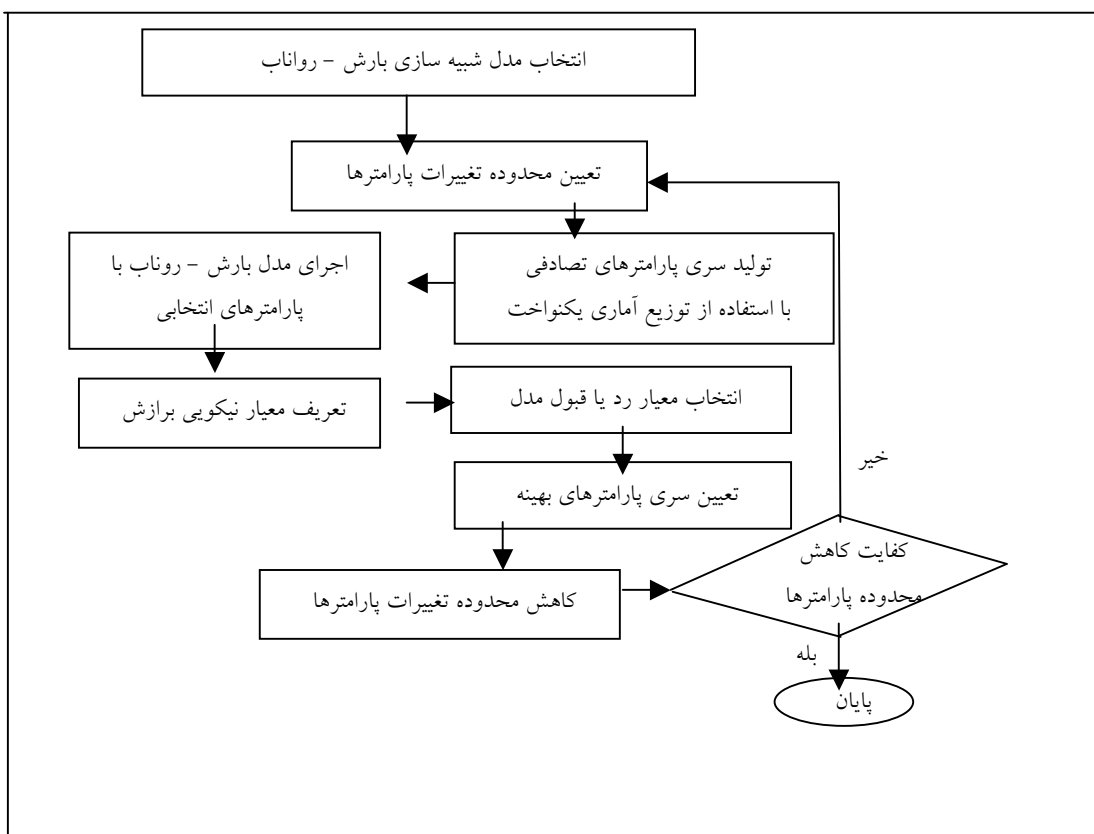 انتخاب مدل شبیه سازی بارش – رواناب
تعیین محدوده تغییرات پارامترها
تولید سری پارامترهای تصادفی
با استفاده از توزیع آماری یکنواخت
اجرای مدل بارش – روناب با
پارامترهای انتخابی
تعریف معیار نیکویی برازش
انتخاب معیار رد یا قبول مدل
تعیین سری پارامترهای بهینه
کاهش محدوده تغییرات پارامترها
کفایت کاهش
محدوده پارامترها
خیر
بله
پایان